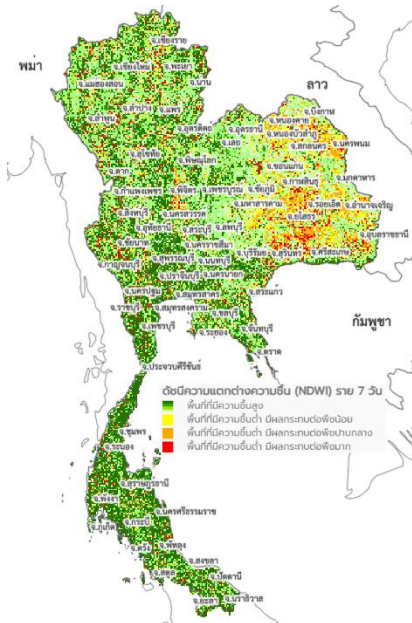 พม่า
ลาว
กัมพูชา
จ.เชียงราย
จ.เชียงใหม่
จ.พะเยา
จ.แม่ฮ่องสอน
จ.น่าน
จ.ลำปาง
จ.แพร่
จ.ลำพูน
จ.อุตรดิตถ์
จ.อุดรธานี
จ.เลย
จ.บึงกาฬ
จ.หนองคาย
จ.หนองบัวลำภู
จ.สกลนคร
จ.นครพนม
จ.สุโขทัย
จ.พิษณุโลก
จ.ขอนแก่น
จ.มุกดาหาร
จ.ตาก
จ.กำแพงเพชร
จ.พิจิตร
จ.เพชรบูรณ์
จ.ชัยภูมิ
จ.กาฬสินธุ์
จ.มหาสารคาม
จ.ร้อยเอ็ด
จ.อำนาจเจริญ
จ.สิงหบุรี
จ.นครสวรรค์
จ.ยโสธร
จ.อุทัยธานี
จ.สระบุรี
จ.ลพบุรี
จ.อุบลราชธานี
จ.ชัยนาท
จ.นครราชสีมา
จ.บุรีรัมย์
จ.สุรินทร์
จ.ศรีสะเกษ
จ.กาญจนบุรี
จ.สุพรรณบุรี
จ.นนทบุรี
จ.ปราจีนบุรี
จ.นครนายก
จ.สระแก้ว
จ.นครปฐม
จ.สมุทรสาคร
จ.ราชบุรี
จ.สมุทรสงคราม
จ.ชลบุรี
จ.เพชรบุรี
จ.ระยอง
จ.จันทบุรี
จ.ตราด
จ.ประจวบคีรีขันธ์
ดัชนีความแตกต่างความชื้น (NDWI) ราย 7 วัน
พื้นที่ที่มีความชื้นสูง
พื้นที่ที่มีความชื้นต่ำ มีผลกระทบต่อพืชน้อย
พื้นที่ที่มีความชื้นต่ำ มีผลกระทบต่อพืชปานกลาง
พื้นที่ที่มีความชื้นต่ำ มีผลกระทบต่อพืชมาก
จ.ชุมพร
จ.ระนอง
จ.สุราษฎร์ธานี
จ.พังงา
จ.นครศรีธรรมราช
จ.กระบี่
จ.ภูเก็ต
จ.ตรัง
จ.พัทลุง
จ.สงขลา
จ.สตูล
จ.ปัตตานี
จ.ยะลา
จ.นราธิวาส